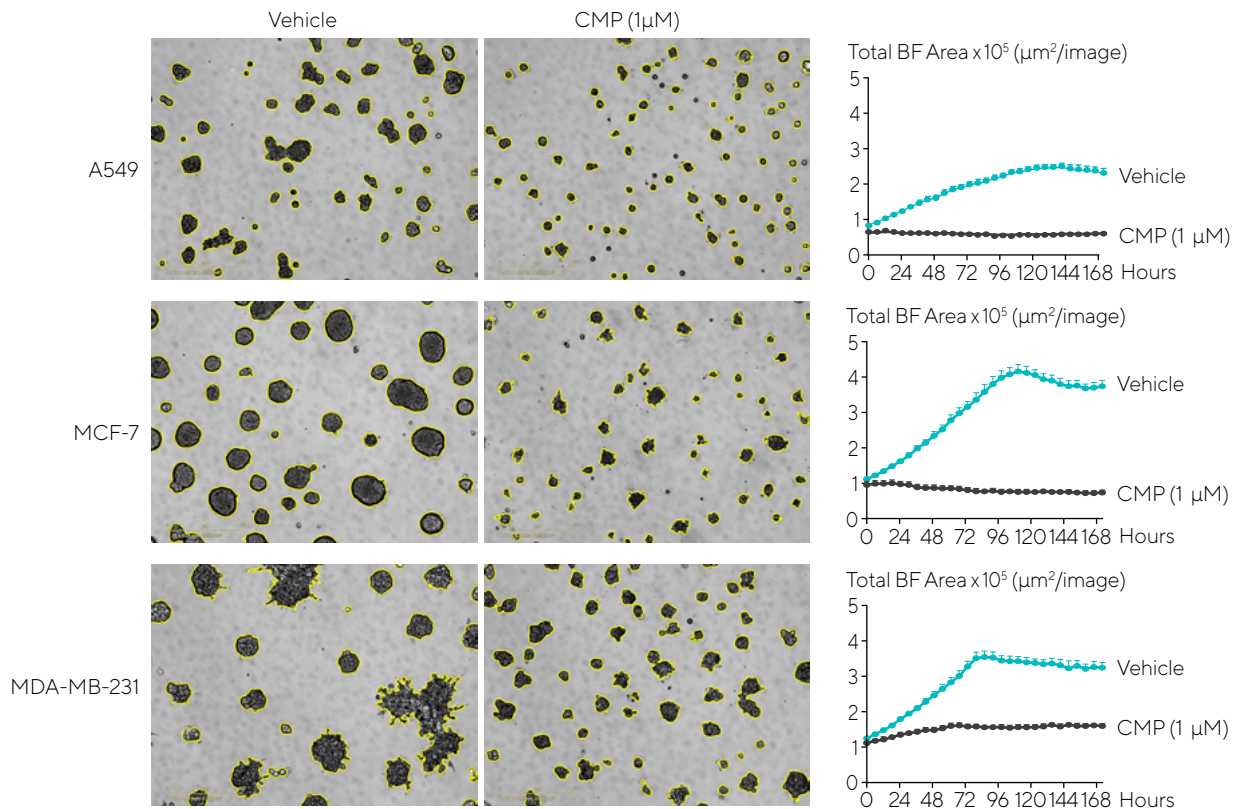 Vehicle
CMP (1µM)
A549
Total BF Area x 10⁵ (µm²/image)
5
4
3
2
1
0
Vehicle
CMP (1 µM)
0 24 48 72 96 120 144 168 Hours
MCF-7
Total BF Area x 10⁵ (µm²/image)
5
4
3
2
1
0
Vehicle
CMP (1 µM)
0 24 48 72 96 120 144 168 Hours
MDA-MB-231
Total BF Area x 10⁵ (µm²/image)
5
4
3
2
1
0
Vehicle
CMP (1 µM)
0 24 48 72 96 120 144 168 Hours